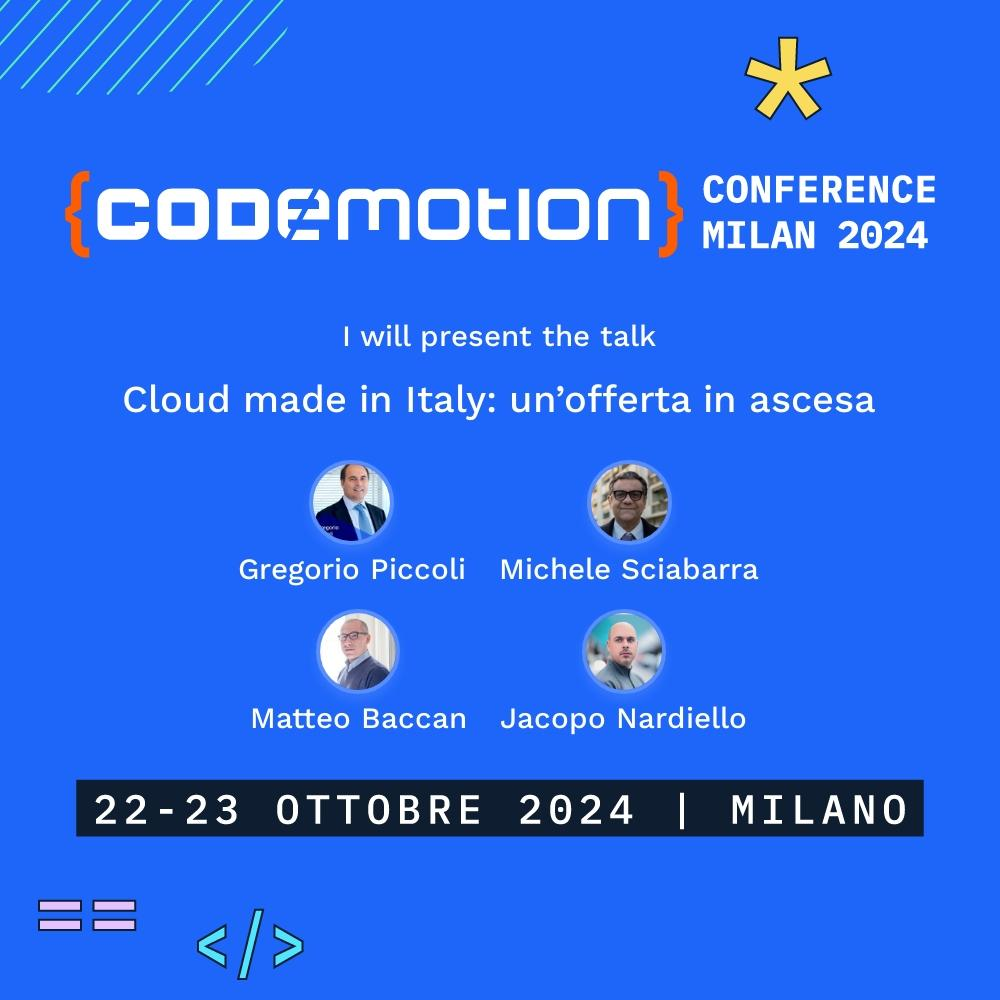 {CODEMOTION} CONFERENCE
MILAN 2024
I will present the talk
Cloud made in Italy: un’offerta in ascesa
Gregorio Piccoli Michele Sciabarra
Matteo Baccan Jacopo Nardiello
22-23 OTTOBRE 2024 | MILANO
==
</>